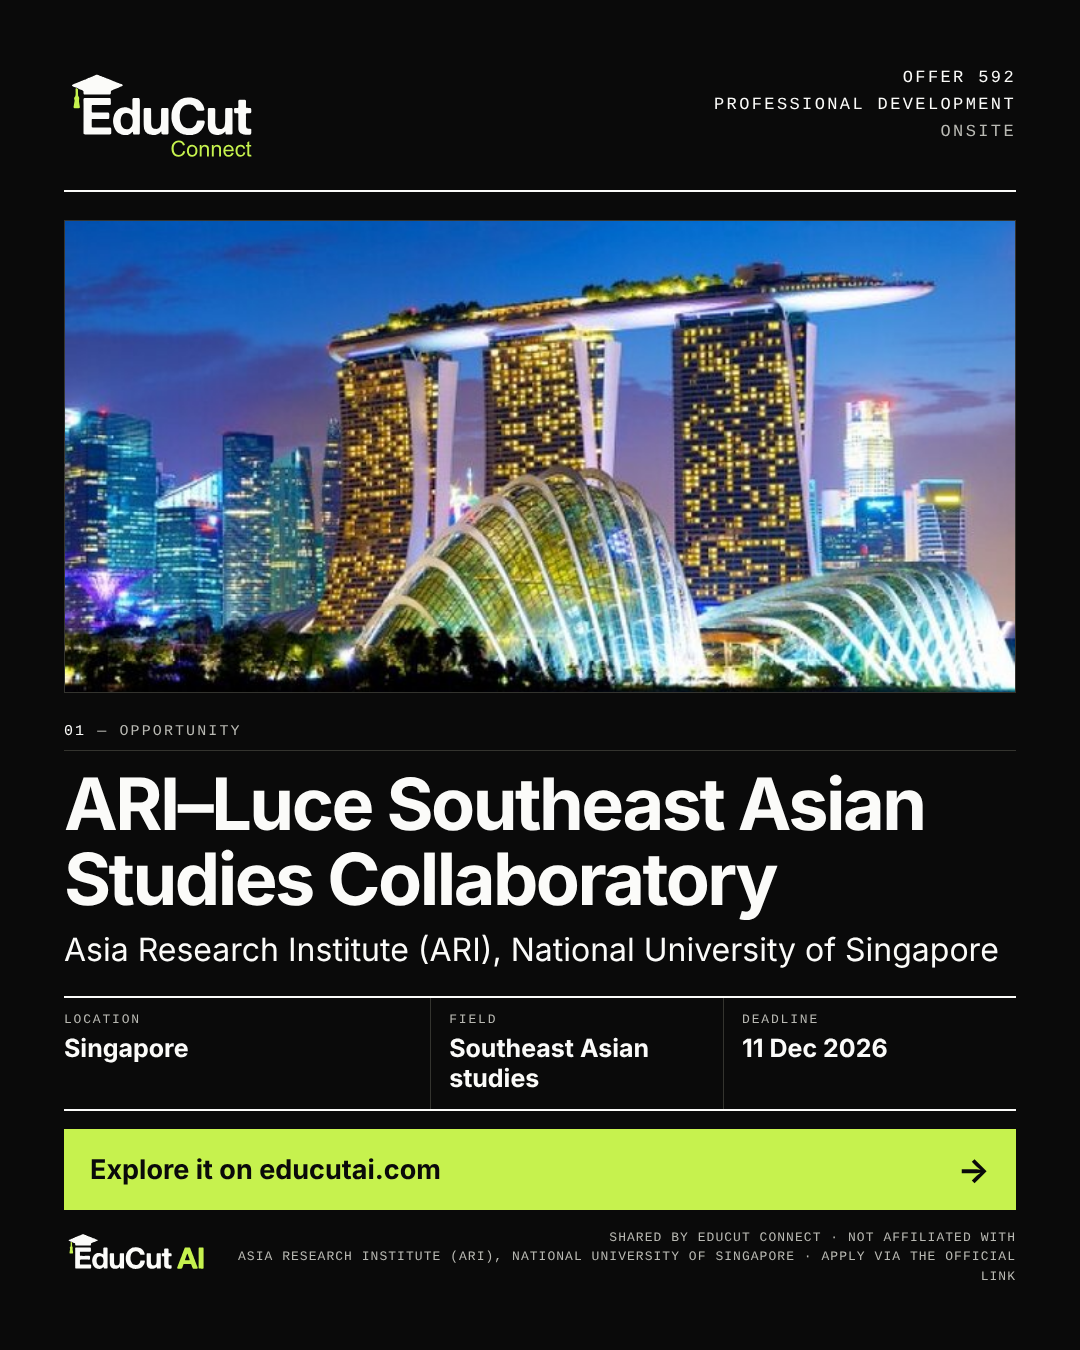 EduCut
Connect
OFFER 592
PROFESSIONAL DEVELOPMENT
ONSITE
01 — OPPORTUNITY
ARI–Luce Southeast Asian
Studies Collaboratory
Asia Research Institute (ARI), National University of Singapore
LOCATION
Singapore
FIELD
Southeast Asian
studies
DEADLINE
11 Dec 2026
Explore it on educutai.com →
EduCut AI
SHARED BY EDUCUT CONNECT · NOT AFFILIATED WITH
ASIA RESEARCH INSTITUTE (ARI), NATIONAL UNIVERSITY OF SINGAPORE · APPLY VIA THE OFFICIAL
LINK